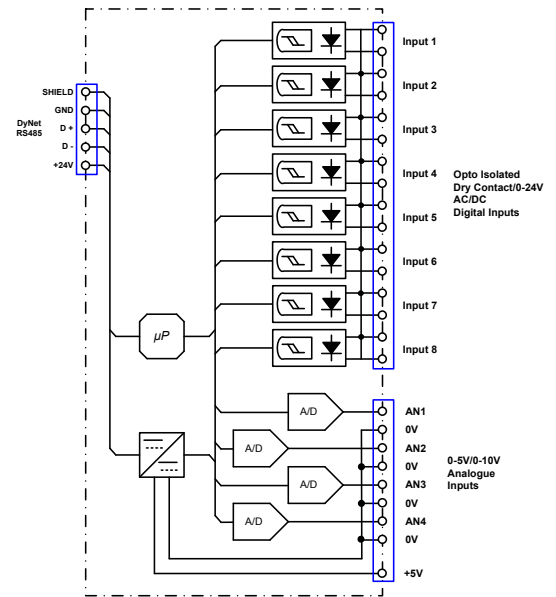 SHIELD
GND
D +
D -
+24V
DyNet
RS485
µP
Input 1
Input 2
Input 3
Input 4
Input 5
Input 6
Input 7
Input 8
Opto Isolated
Dry Contact/0-24V
AC/DC
Digital Inputs
A/D
A/D
A/D
A/D
AN1
0V
AN2
0V
AN3
0V
AN4
0V
+5V
0-5V/0-10V
Analogue
Inputs